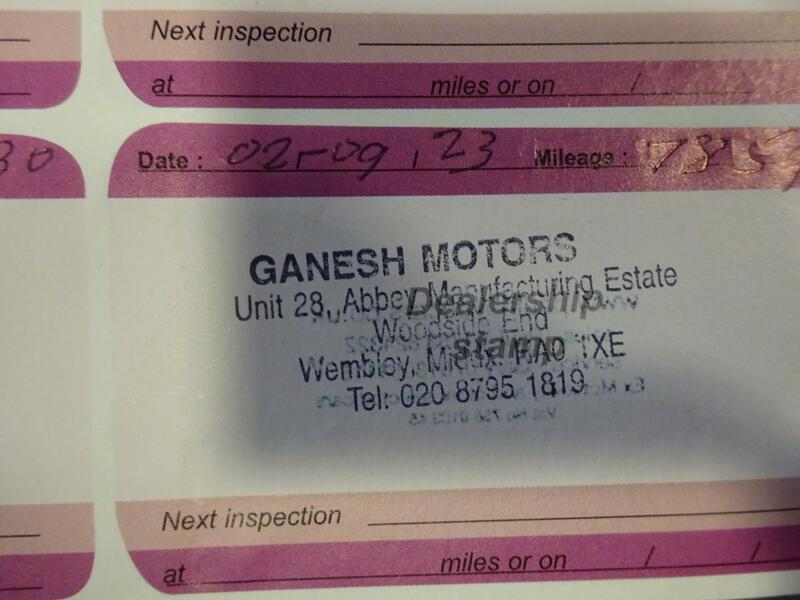 Next inspection
at miles or on /
30
Date : 02-09,23 Mileage :
GANESH MOTORS
Unit 28, Abbey Manufacturing Estate
Dealership
Woodside End
stamp
Wembley, Middx. HA0 1XE
Tel: 020 8795 1819
Next inspection
at miles or on / /